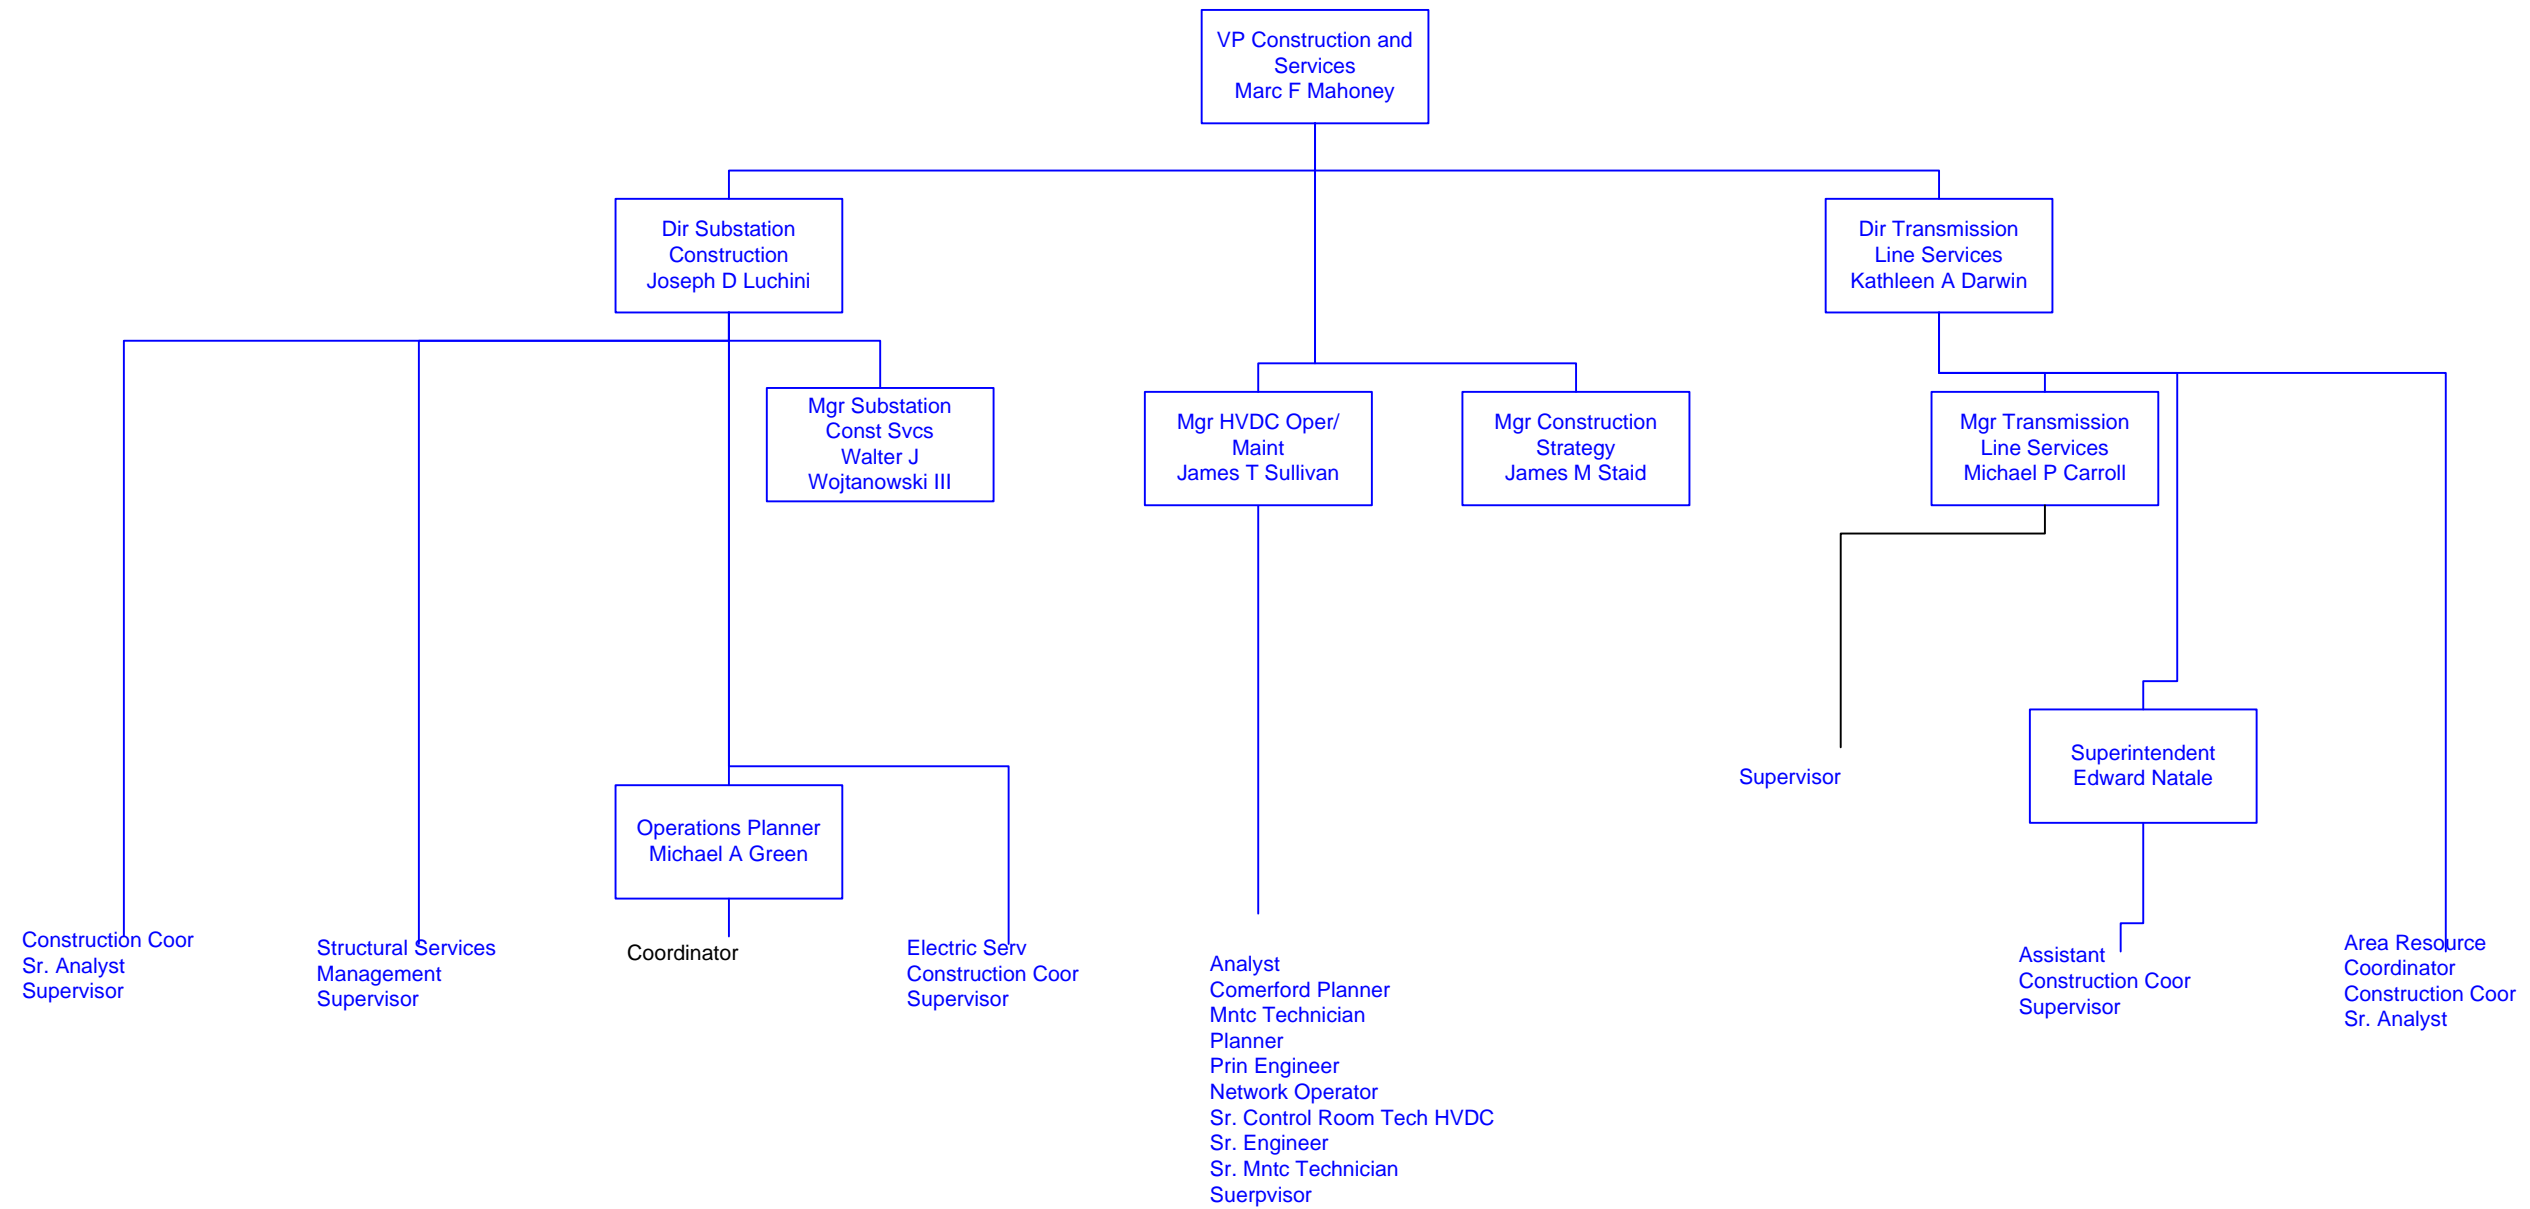 VP Construction and
Services
Marc F Mahoney
Dir Substation
Construction
Joseph D Luchini
Dir Transmission
Line Services
Kathleen A Darwin
Mgr Substation
Const Svcs
Walter J
Wojtanowski III
Mgr HVDC Oper/
Maint
James T Sullivan
Mgr Construction
Strategy
James M Staid
Mgr Transmission
Line Services
Michael P Carroll
Supervisor
Superintendent
Edward Natale
Operations Planner
Michael A Green
Construction Coor
Sr. Analyst
Supervisor
Structural Services
Management
Supervisor
Coordinator
Electric Serv
Construction Coor
Supervisor
Analyst
Comerford Planner
Mntc Technician
Planner
Prin Engineer
Network Operator
Sr. Control Room Tech HVDC
Sr. Engineer
Sr. Mntc Technician
Suerpvisor
Assistant
Construction Coor
Supervisor
Area Resource
Coordinator
Construction Coor
Sr. Analyst